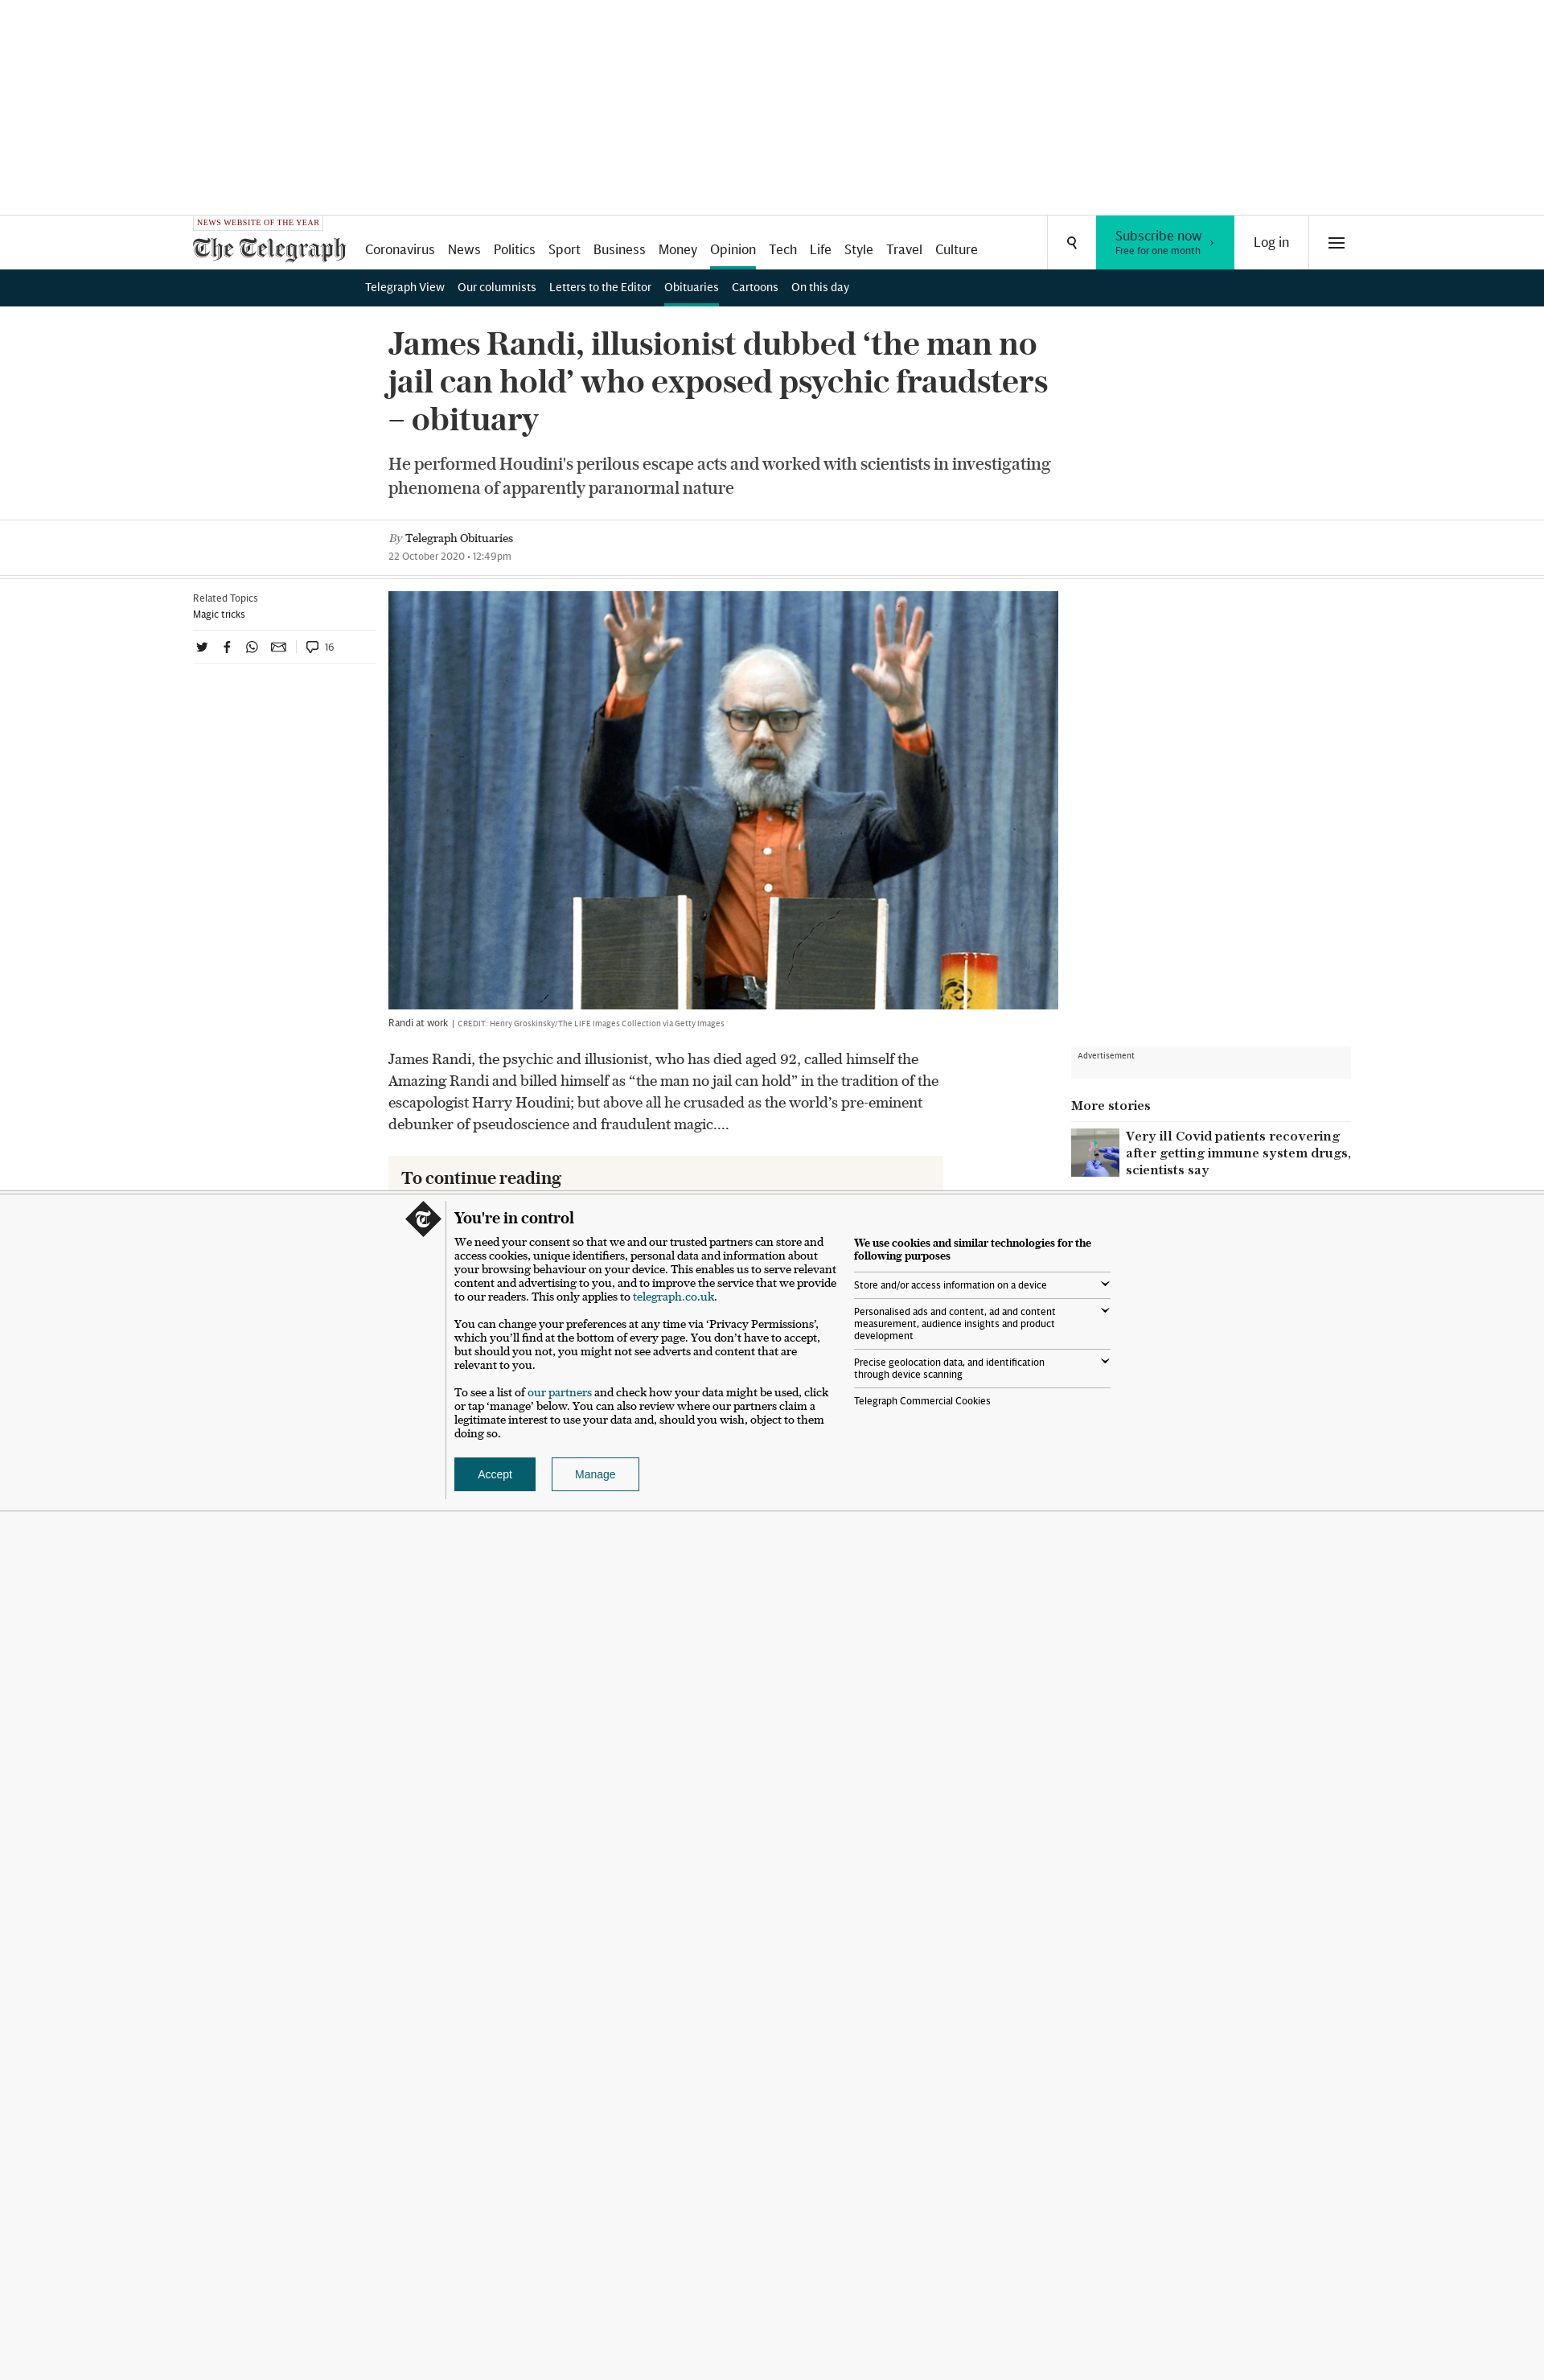 NEWS WEBSITE OF THE YEAR
The Telegraph
Coronavirus News Politics Sport Business Money Opinion Tech Life Style Travel Culture
Subscribe now
Free for one month
Log in
Telegraph View Our columnists Letters to the Editor Obituaries Cartoons On this day
James Randi, illusionist dubbed ‘the man no
jail can hold’ who exposed psychic fraudsters
– obituary
He performed Houdini's perilous escape acts and worked with scientists in investigating
phenomena of apparently paranormal nature
By Telegraph Obituaries
22 October 2020 • 12:49pm
Related Topics
Magic tricks
16
Randi at work | CREDIT: Henry Groskinsky/The LIFE Images Collection via Getty Images
James Randi, the psychic and illusionist, who has died aged 92, called himself the
Amazing Randi and billed himself as “the man no jail can hold” in the tradition of the
escapologist Harry Houdini; but above all he crusaded as the world’s pre-eminent
debunker of pseudoscience and fraudulent magic....
To continue reading
Advertisement
More stories
Very ill Covid patients recovering
after getting immune system drugs,
scientists say
You're in control
We need your consent so that we and our trusted partners can store and
access cookies, unique identifiers, personal data and information about
your browsing behaviour on your device. This enables us to serve relevant
content and advertising to you, and to improve the service that we provide
to our readers. This only applies to telegraph.co.uk.
You can change your preferences at any time via ‘Privacy Permissions’,
which you’ll find at the bottom of every page. You don’t have to accept,
but should you not, you might not see adverts and content that are
relevant to you.
To see a list of our partners and check how your data might be used, click
or tap ‘manage’ below. You can also review where our partners claim a
legitimate interest to use your data and, should you wish, object to them
doing so.
Accept
Manage
We use cookies and similar technologies for the
following purposes
Store and/or access information on a device
Personalised ads and content, ad and content
measurement, audience insights and product
development
Precise geolocation data, and identification
through device scanning
Telegraph Commercial Cookies